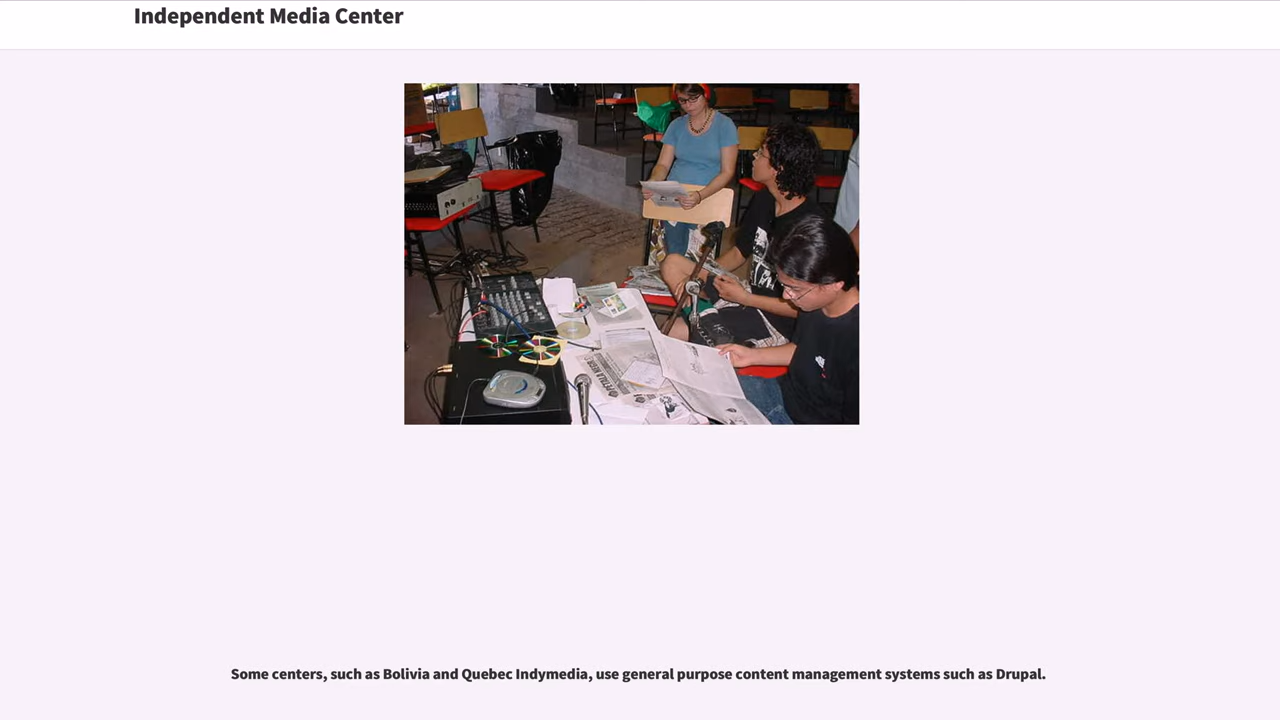 Independent Media Center
Some centers, such as Bolivia and Quebec Indymedia, use general purpose content management systems such as Drupal.